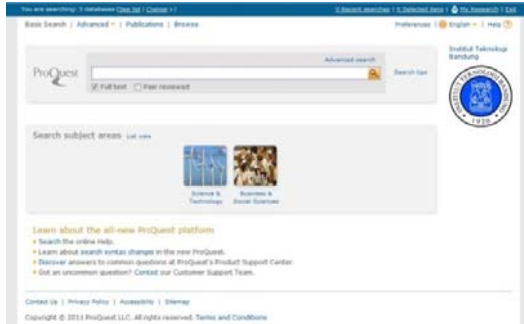 You are searching: 5 databases [See list | Change »]
0 Recent searches | 0 Selected items | My Research | Exit
Basic Search | Advanced | Publications | Browse
Preferences | English | Help
Institut Teknologi
Bandung
Advanced search
ProQuest
Search tips
Full text Peer reviewed
INSTITUT TEKNOLOGI BANDUNG
1920
Search subject areas List view
Science &
Technology
Business &
Social Sciences
Learn about the all-new ProQuest platform
Search the online Help.
Learn about search syntax changes in the new ProQuest.
Discover answers to common questions at ProQuest's Product Support Center
Got an uncommon question? Contact our Customer Support Team.
Contact Us | Privacy Policy | Accessibility | Sitemap
Copyright © 2011 ProQuest LLC. All rights reserved. Terms and Conditions